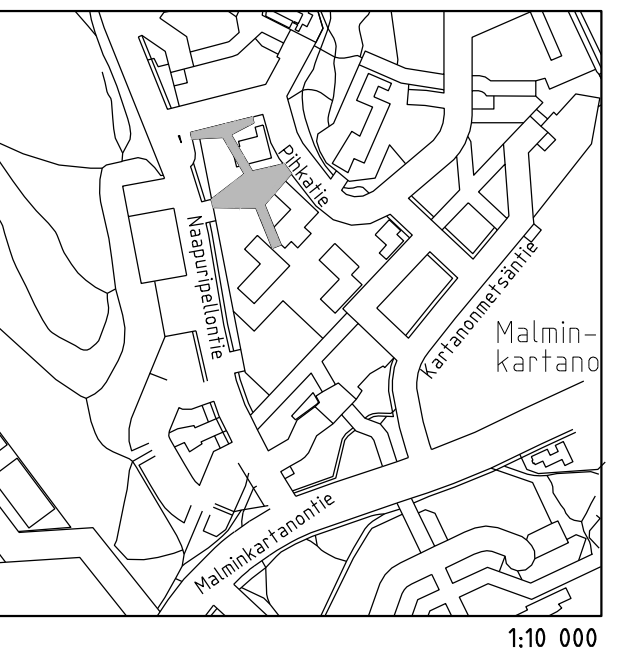 Pihkatie
Naapuripellontie
Kartanonmetsäntie
Malmin–
kartano
Malminkartanontie
1:10 000